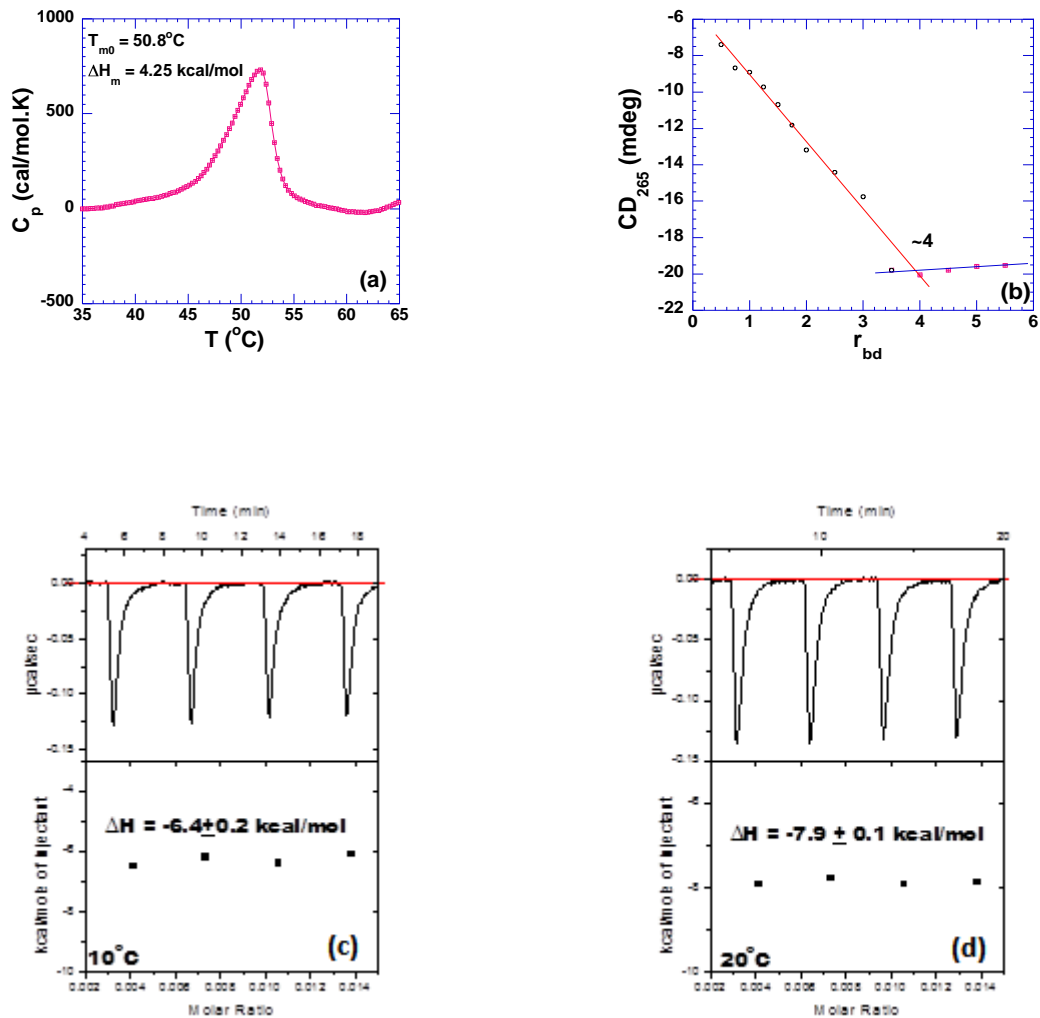 1000
500
0
-500
C_p (cal/mol.K)
T_m0 = 50.8°C
ΔH_m = 4.25 kcal/mol
(a)
35 40 45 50 55 60 65
T (°C)
-6
-8
-10
-12
-14
-16
-18
-20
-22
CD_265 (mdeg)
~4
(b)
0 1 2 3 4 5 6
r_bd
Time (min)
4 6 8 10 12 14 16 18
0.00
-0.05
-0.10
-0.15
µcal/sec
-4
-6
-8
-10
kcal/mole of injectant
ΔH = -6.4±0.2 kcal/mol
(c)
10°C
0.002 0.004 0.006 0.008 0.010 0.012 0.014
Molar Ratio
Time (min)
10 20
0.00
-0.05
-0.10
-0.15
µcal/sec
-6
-8
-10
kcal/mole of injectant
ΔH = -7.9 ± 0.1 kcal/mol
(d)
20°C
0.002 0.004 0.006 0.008 0.010 0.012 0.014
Molar Ratio